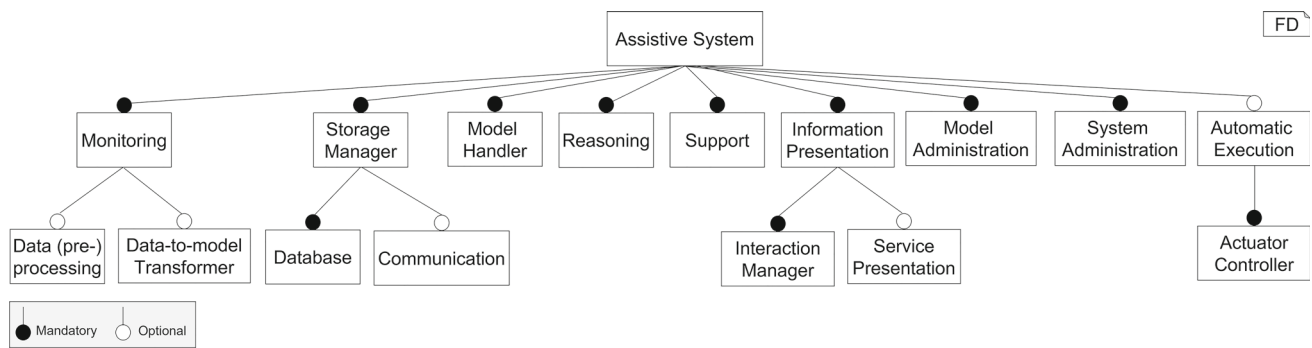 Assistive System
FD
Monitoring
Storage
Manager
Model
Handler
Reasoning
Support
Information
Presentation
Model
Administration
System
Administration
Automatic
Execution
Data (pre-)
processing
Data-to-model
Transformer
Database
Communication
Interaction
Manager
Service
Presentation
Actuator
Controller
Mandatory
Optional